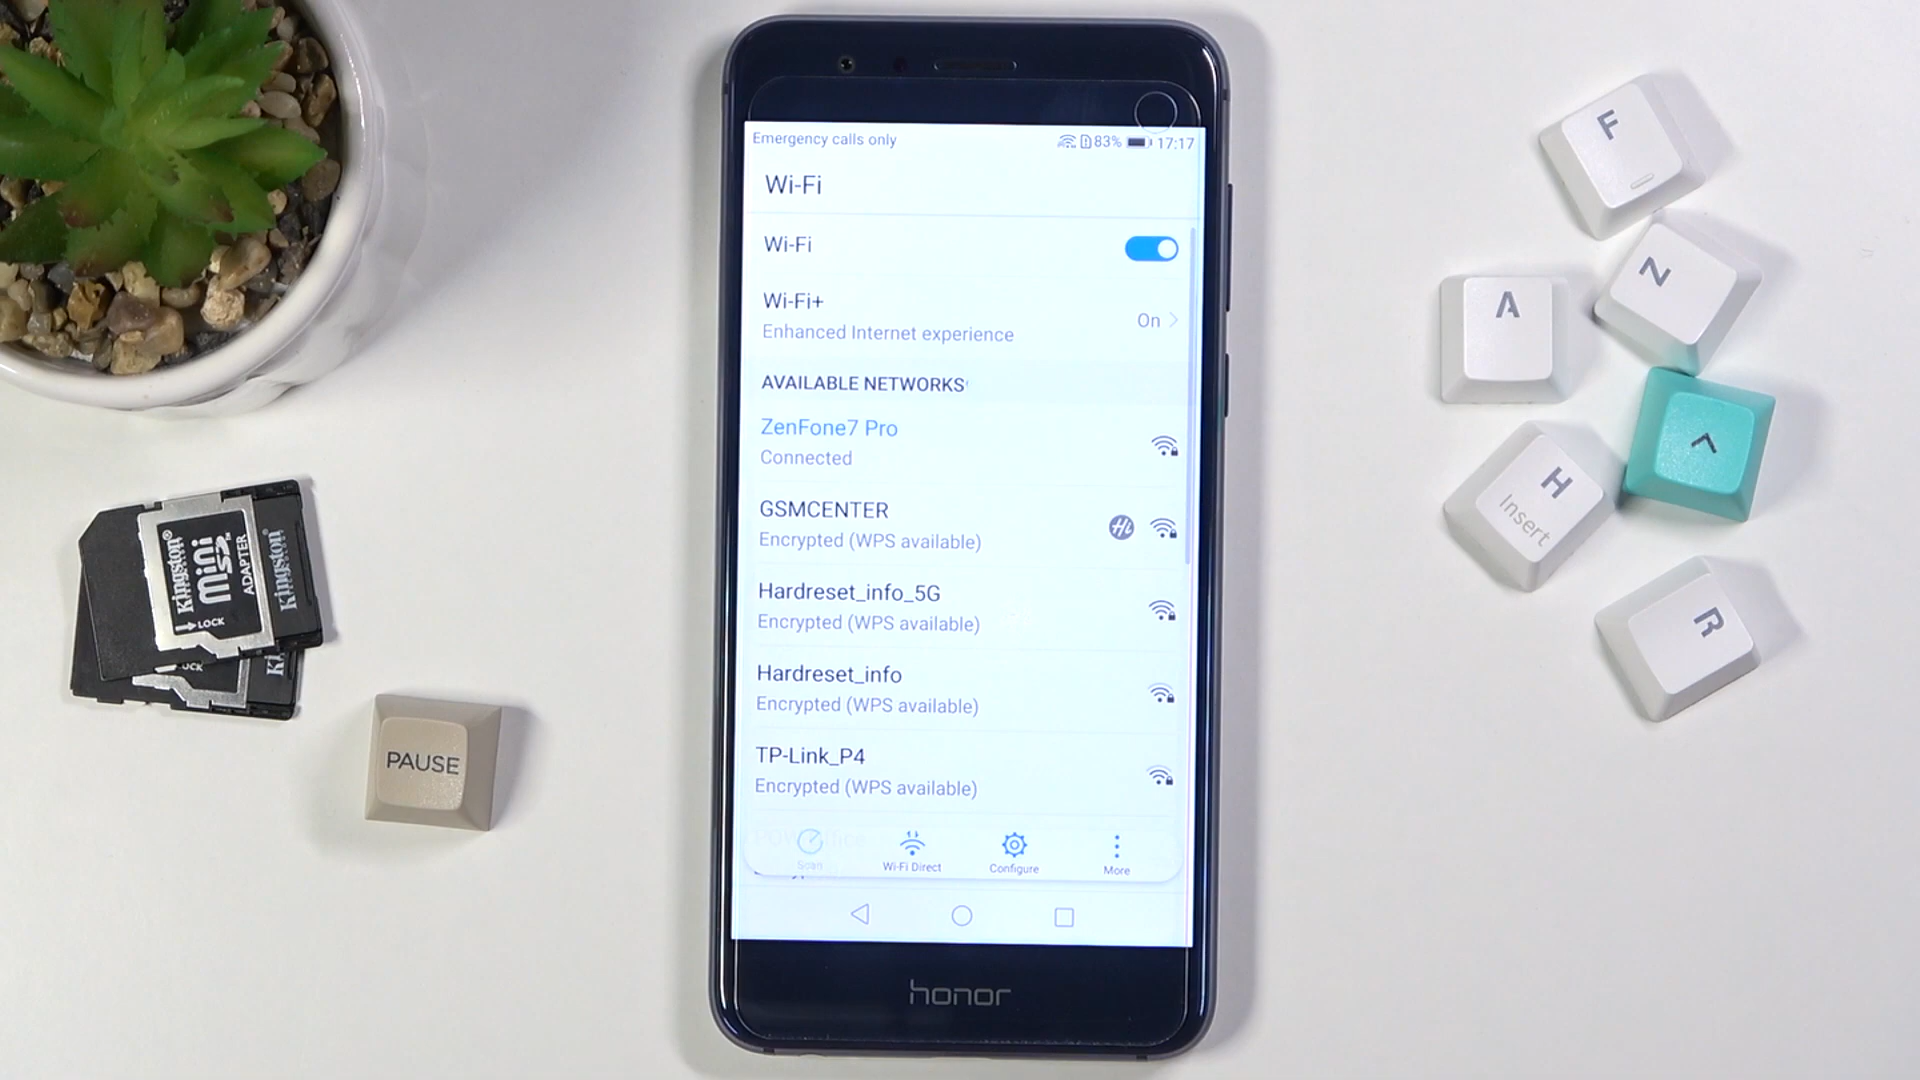 Emergency calls only
83% 17:17
Wi-Fi
Wi-Fi
Wi-Fi+
Enhanced Internet experience
On
AVAILABLE NETWORKS
ZenFone7 Pro
Connected
GSMCENTER
Encrypted (WPS available)
Hi
Hardreset_info_5G
Encrypted (WPS available)
Hardreset_info
Encrypted (WPS available)
TP-Link_P4
Encrypted (WPS available)
Scan
Wi-Fi Direct
Configure
More
honor
Kingston
mini
SD
ADAPTER
LOCK
Kingston
PAUSE
F
N
A
H
Insert
R